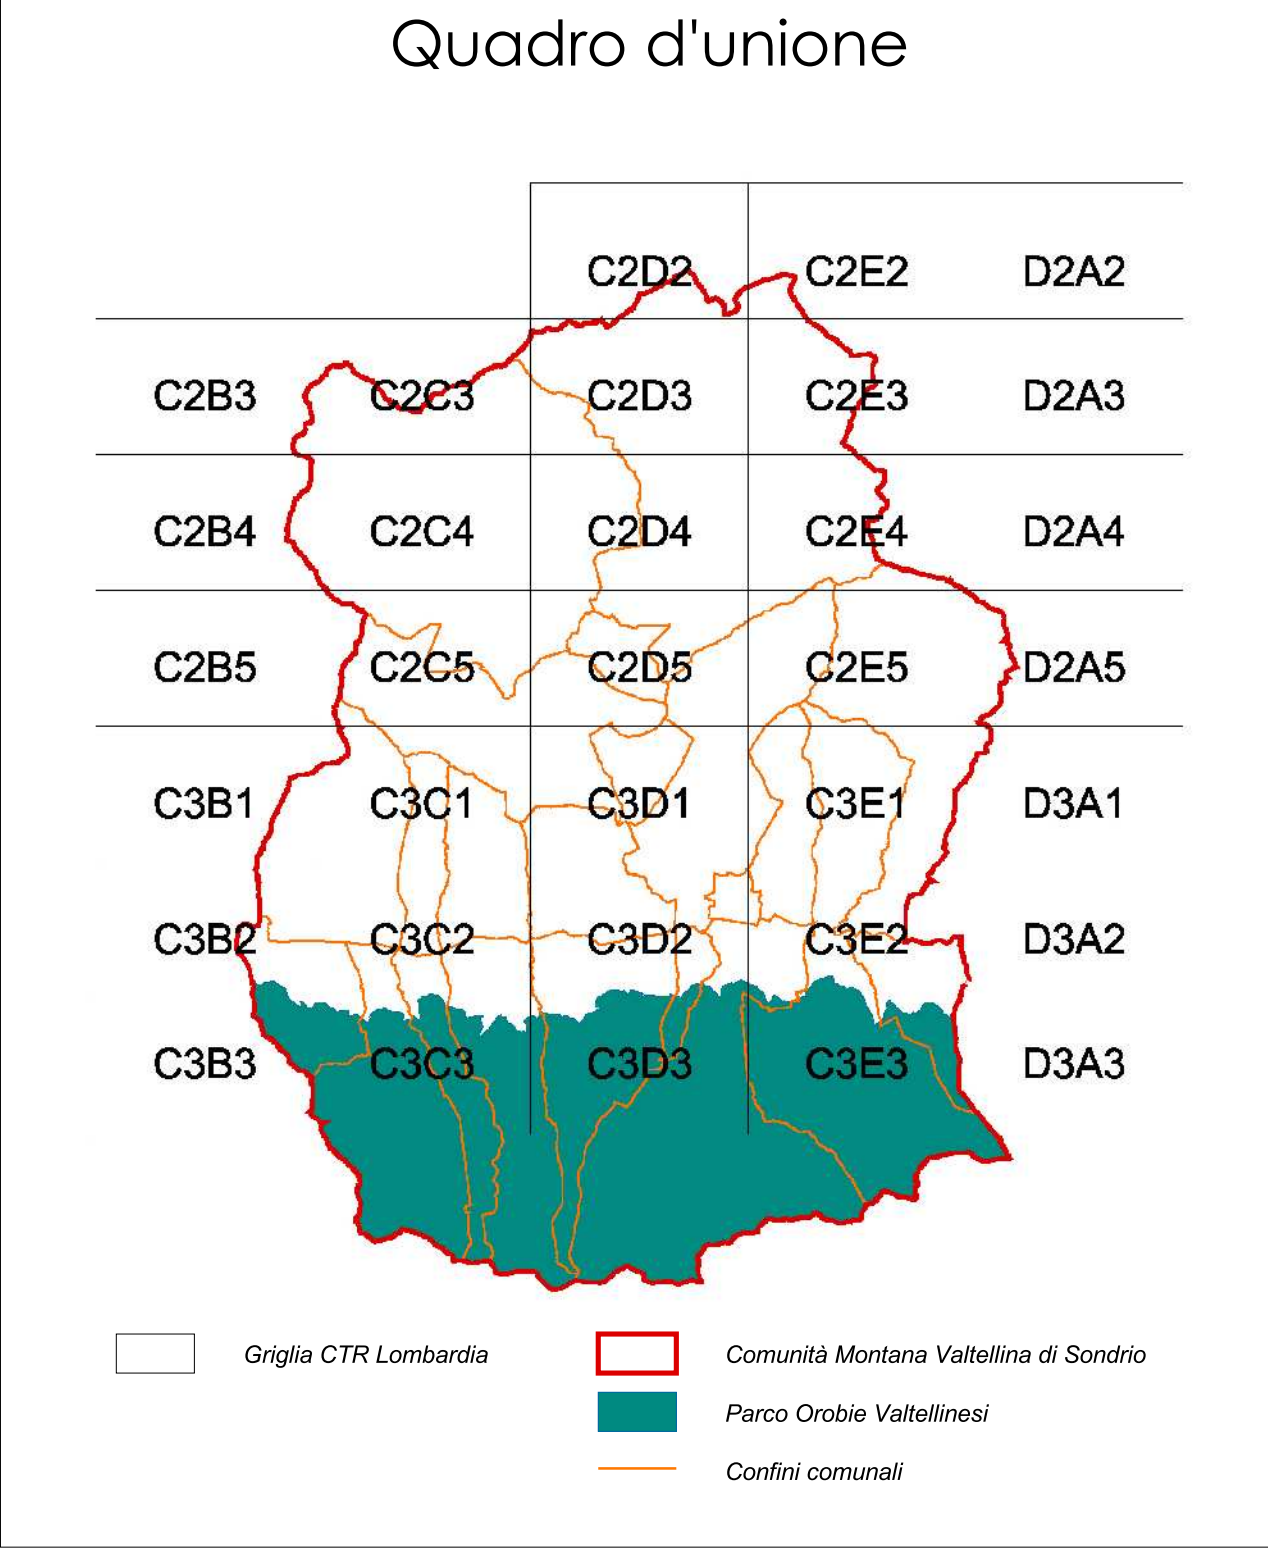 Quadro d'unione
C2D2 C2E2 D2A2
C2B3 C2C3 C2D3 C2E3 D2A3
C2B4 C2C4 C2D4 C2E4 D2A4
C2B5 C2C5 C2D5 C2E5 D2A5
C3B1 C3C1 C3D1 C3E1 D3A1
C3B2 C3C2 C3D2 C3E2 D3A2
C3B3 C3C3 C3D3 C3E3 D3A3
Griglia CTR Lombardia
Comunità Montana Valtellina di Sondrio
Parco Orobie Valtellinesi
Confini comunali